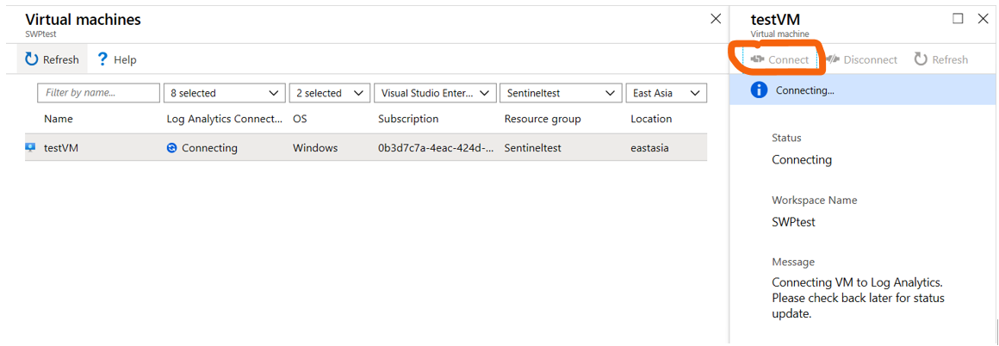 Virtual machines
SWPtest
Refresh
Help
Filter by name...
8 selected
2 selected
Visual Studio Enter...
Sentineltest
East Asia
Name
Log Analytics Connect...
OS
Subscription
Resource group
Location
testVM
Connecting
Windows
0b3d7c7a-4eac-424d-...
Sentineltest
eastasia
testVM
Virtual machine
Connect
Disconnect
Refresh
Connecting...
Status
Connecting
Workspace Name
SWPtest
Message
Connecting VM to Log Analytics.
Please check back later for status
update.